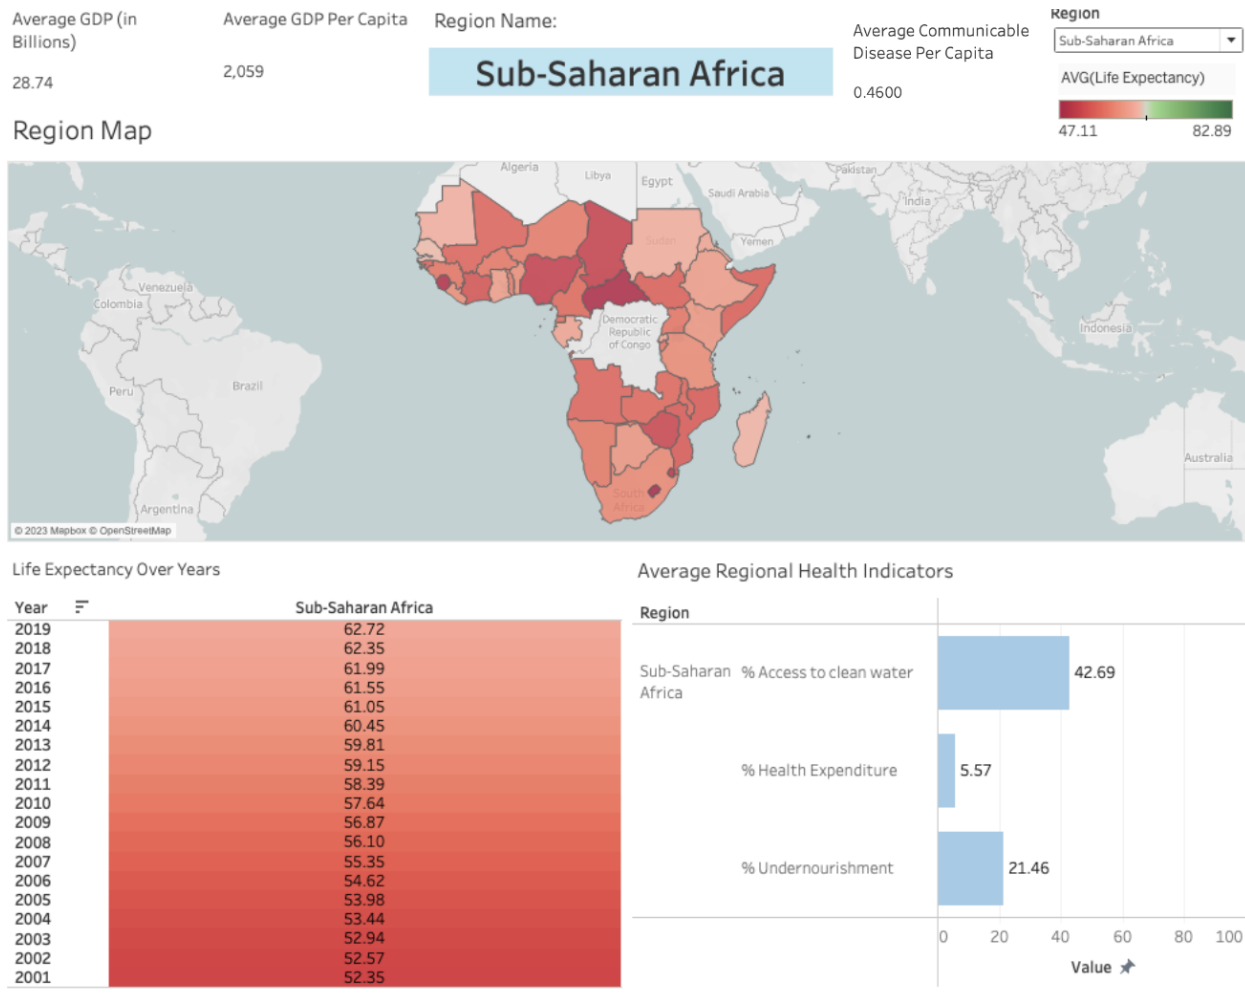 Average GDP (in
Billions)
28.74
Average GDP Per Capita
2,059
Region Name:
Sub-Saharan Africa
Average Communicable
Disease Per Capita
0.4600
Region
Sub-Saharan Africa
AVG(Life Expectancy)
47.11 82.89
Region Map
Algeria
Libya
Egypt
Saudi Arabia
Pakistan
India
Sudan
Yemen
Venezuela
Colombia
Democratic
Republic
of Congo
Indonesia
Peru
Brazil
Australia
South
Africa
Argentina
© 2023 Mapbox © OpenStreetMap
Life Expectancy Over Years
Year Sub-Saharan Africa
2019 62.72
2018 62.35
2017 61.99
2016 61.55
2015 61.05
2014 60.45
2013 59.81
2012 59.15
2011 58.39
2010 57.64
2009 56.87
2008 56.10
2007 55.35
2006 54.62
2005 53.98
2004 53.44
2003 52.94
2002 52.57
2001 52.35
Average Regional Health Indicators
Region
Sub-Saharan
Africa
% Access to clean water 42.69
% Health Expenditure 5.57
% Undernourishment 21.46
0 20 40 60 80 100
Value